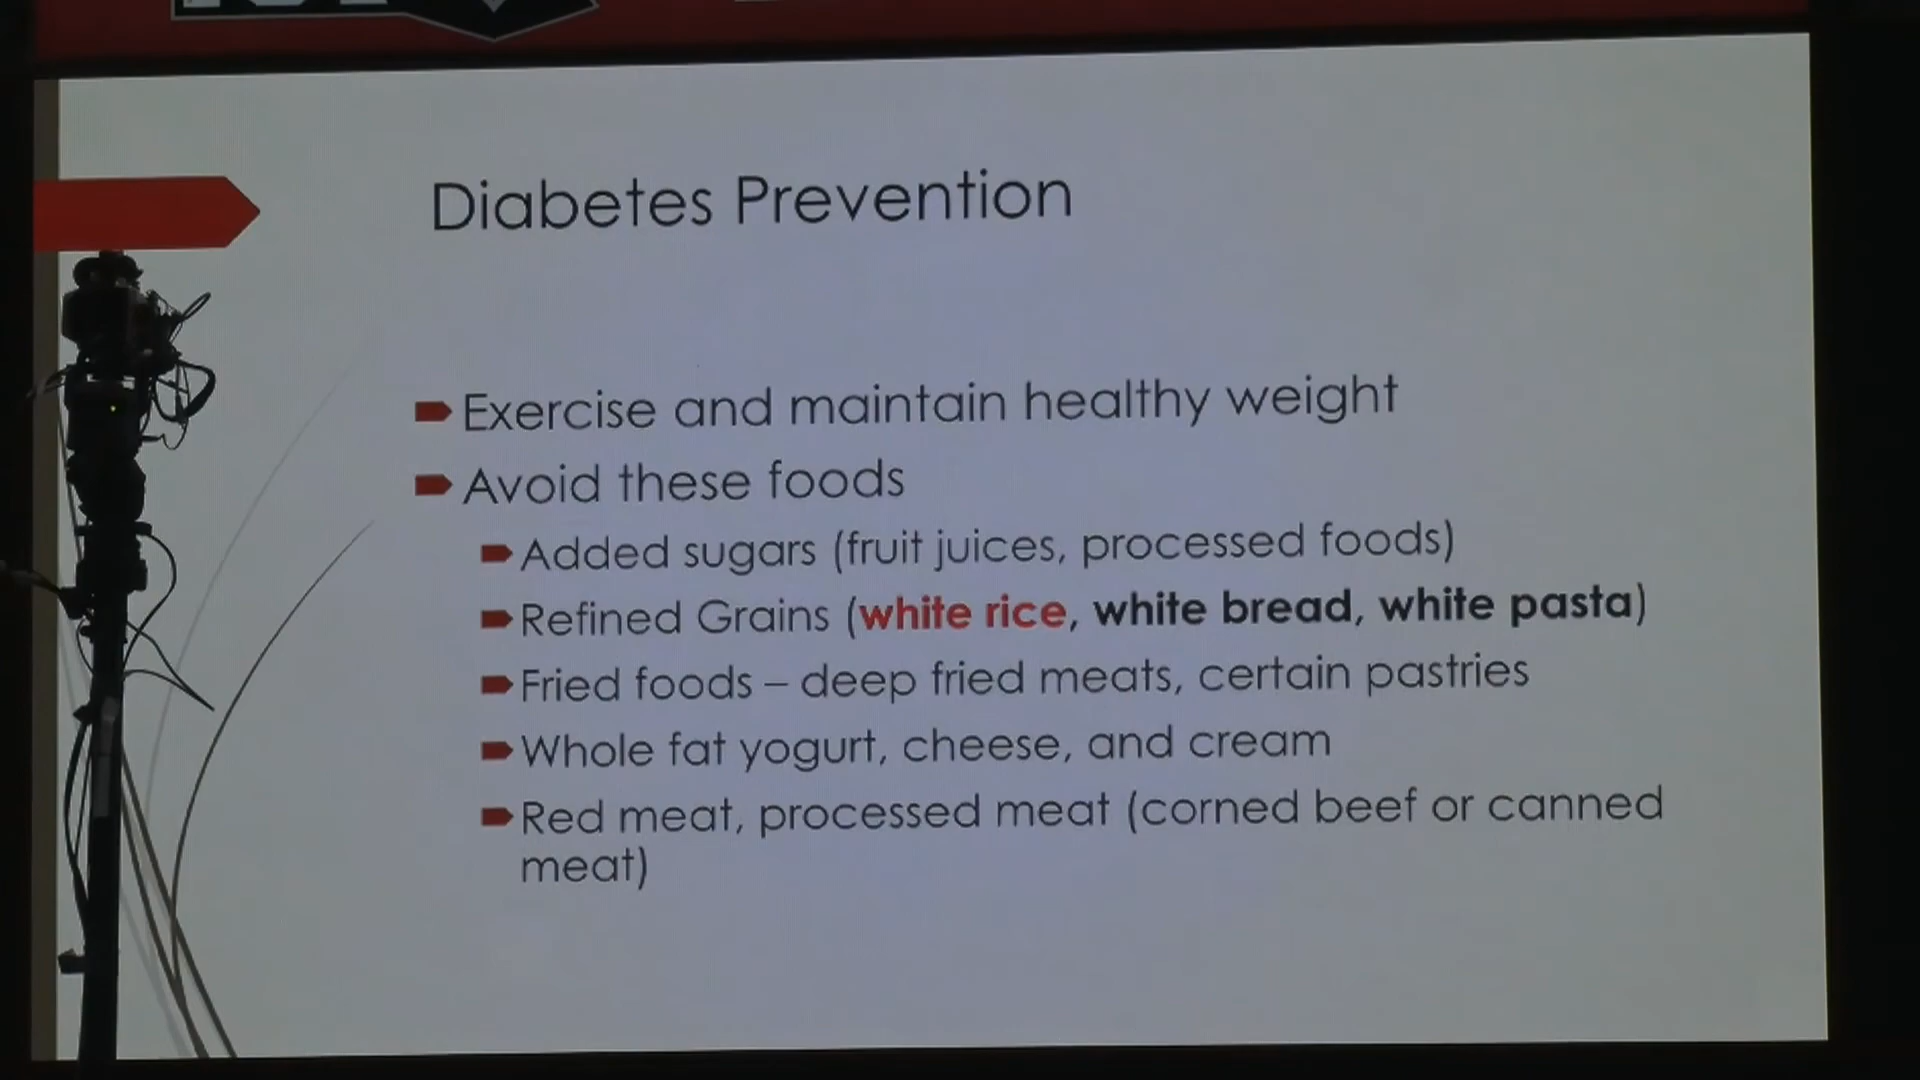 Diabetes Prevention
Exercise and maintain healthy weight
Avoid these foods
Added sugars (fruit juices, processed foods)
Refined Grains (white rice, white bread, white pasta)
Fried foods – deep fried meats, certain pastries
Whole fat yogurt, cheese, and cream
Red meat, processed meat (corned beef or canned
meat)